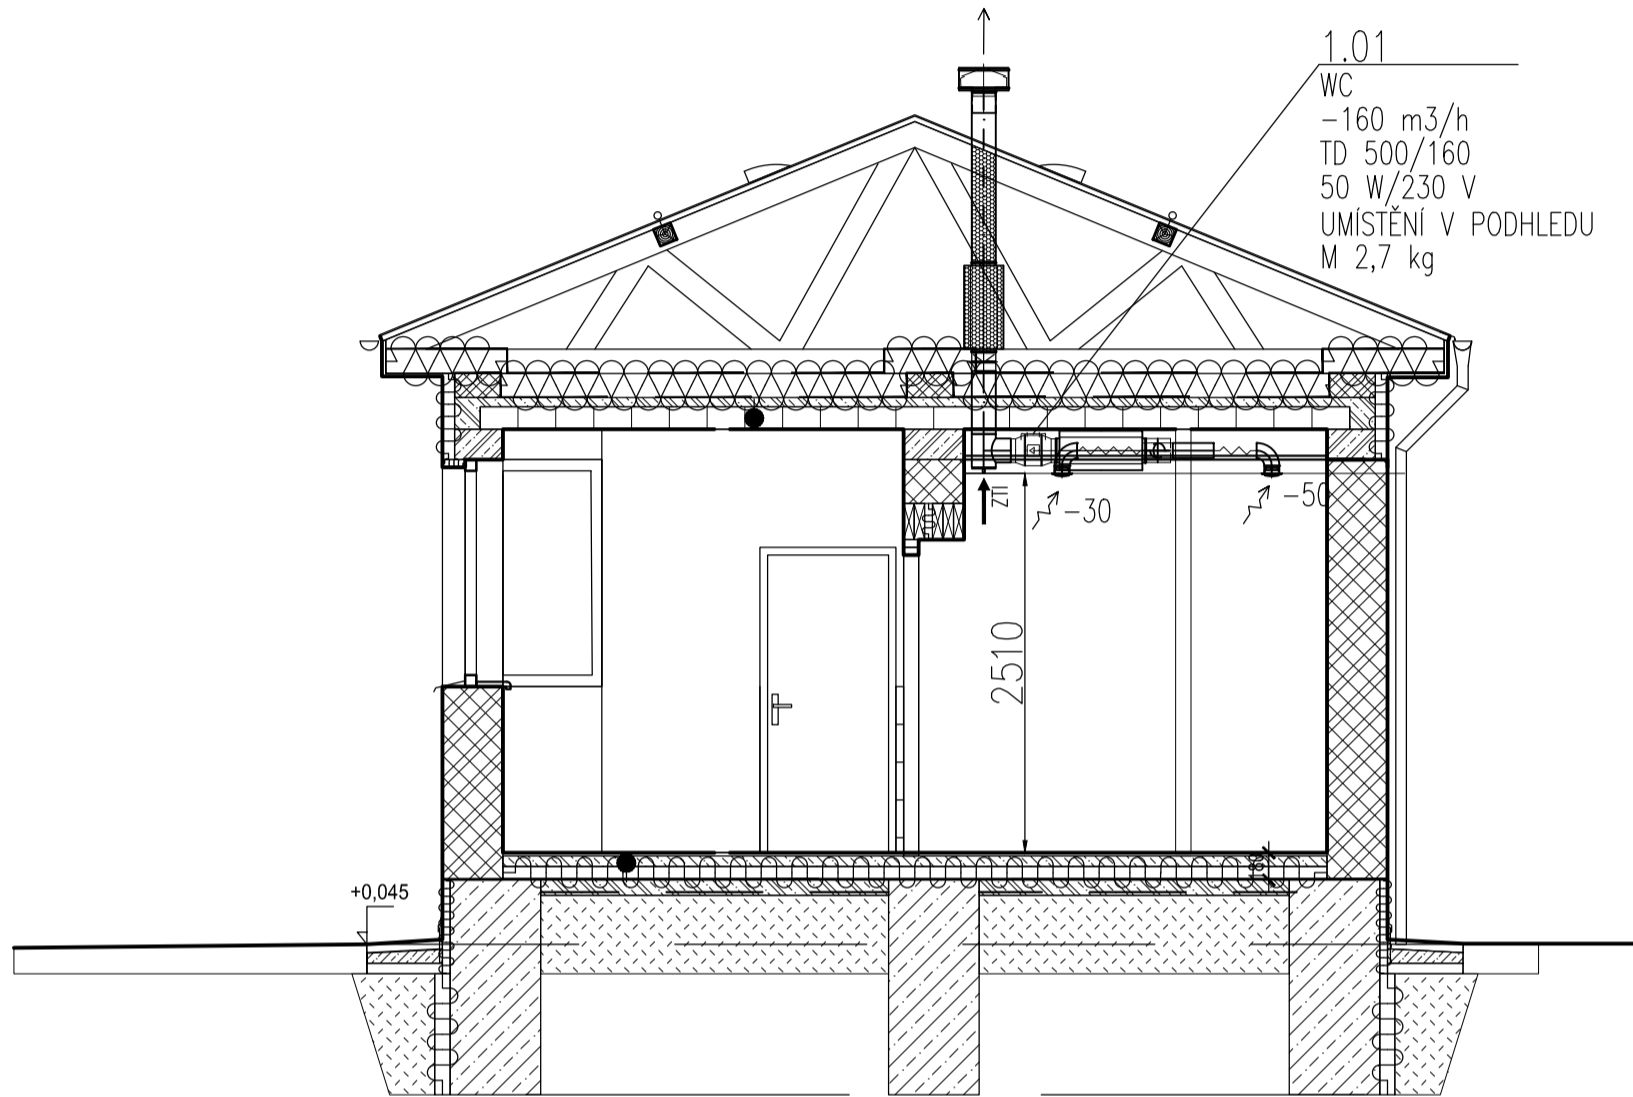 1.01
WC
-160 m3/h
TD 500/160
50 W/230 V
UMÍSTĚNÍ V PODHLEDU
M 2,7 kg
ZTI
-30
-50
2510
180
+0,045